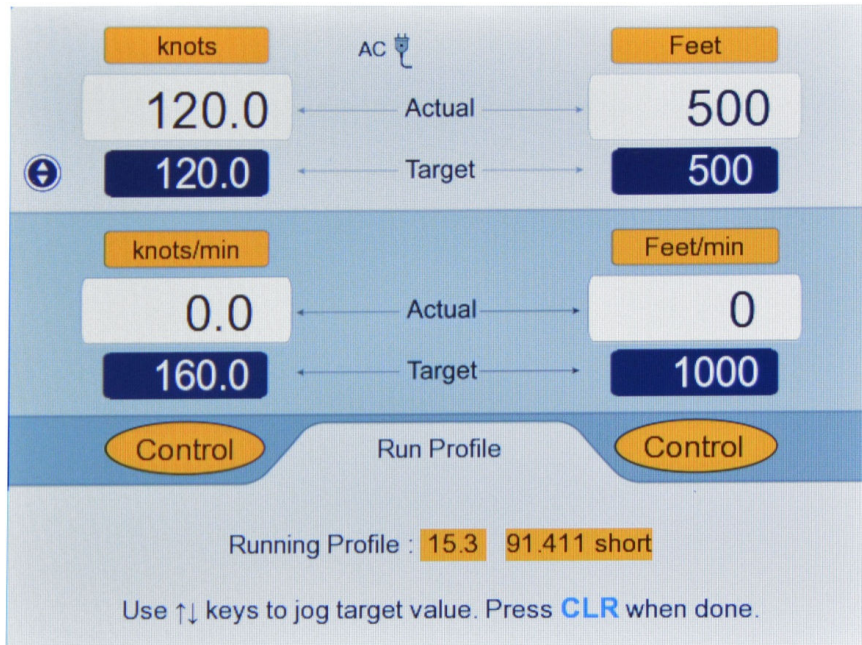 knots AC Feet
120.0 Actual 500
120.0 Target 500
knots/min Feet/min
0.0 Actual 0
160.0 Target 1000
Control Run Profile Control
Running Profile : 15.3 91.411 short
Use ↑↓ keys to jog target value. Press CLR when done.